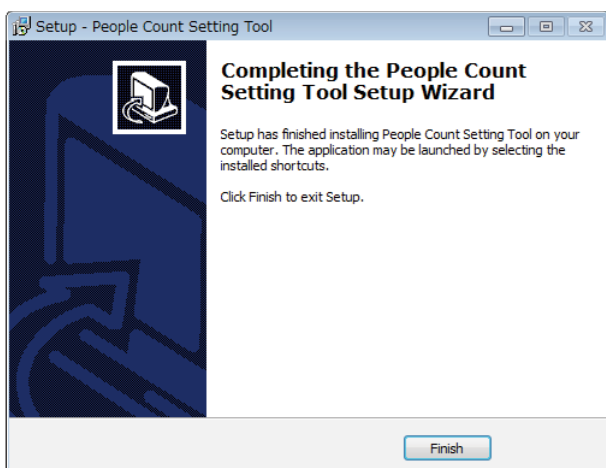 Setup - People Count Setting Tool
Completing the People Count
Setting Tool Setup Wizard
Setup has finished installing People Count Setting Tool on your
computer. The application may be launched by selecting the
installed shortcuts.
Click Finish to exit Setup.
Finish